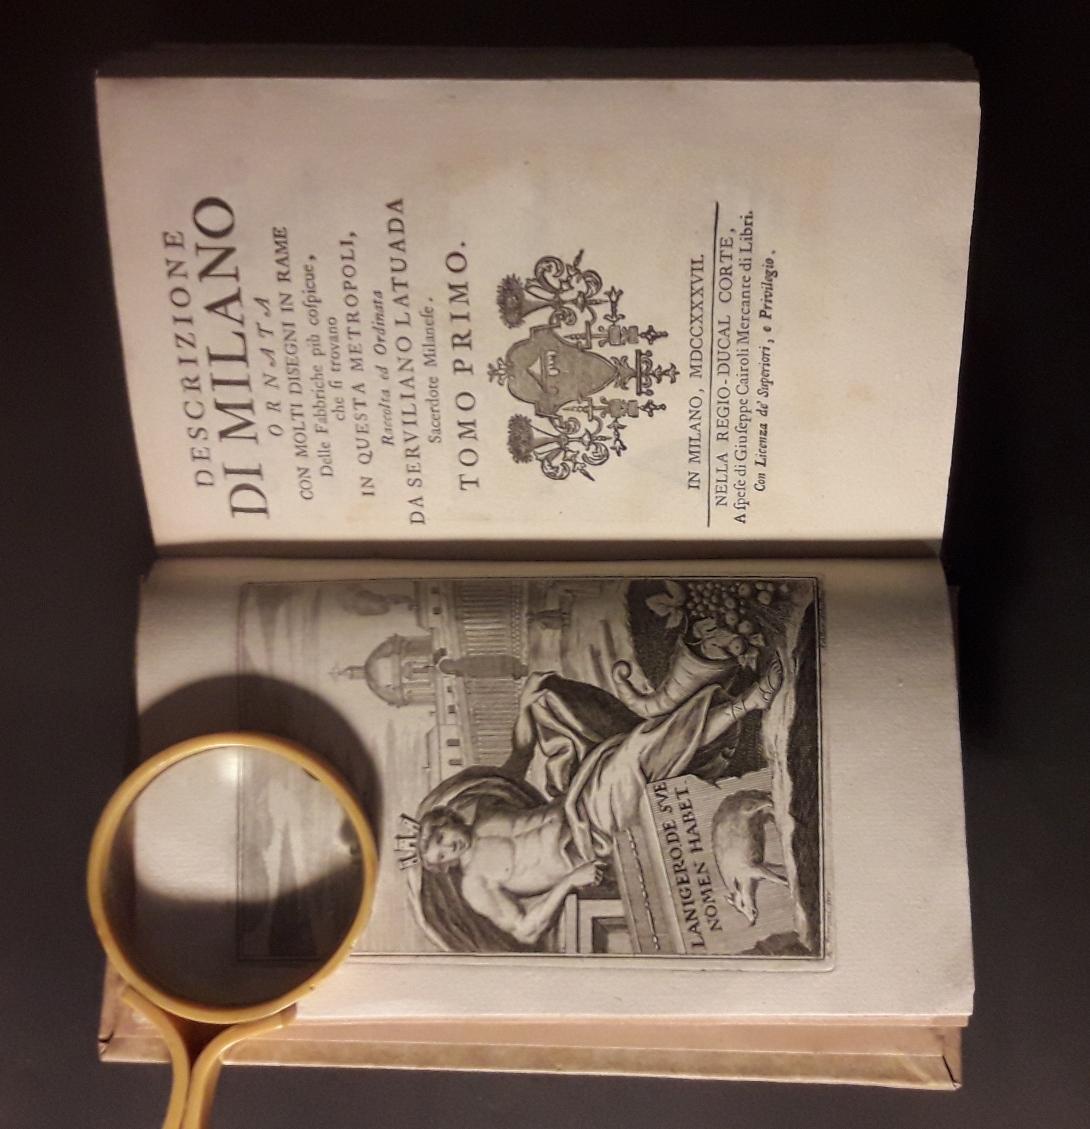 LANIGERO DE SVE
NOMEN HABET.
DESCRIZIONE
DI MILANO
ORNATA
CON MOLTI DISEGNI IN RAME
Delle Fabbriche più coſpicue,
che ſi trovano
IN QUESTA METROPOLI,
Raccolta ed Ordinata
DA SERVILIANO LATUADA
Sacerdote Milaneſe.
TOMO PRIMO.
IN MILANO, MDCCXXXVII.
NELLA REGIO-DUCAL CORTE,
A ſpeſe di Giuſeppe Cairoli Mercante di Libri.
Con Licenza de' Superiori, e Privilegio.